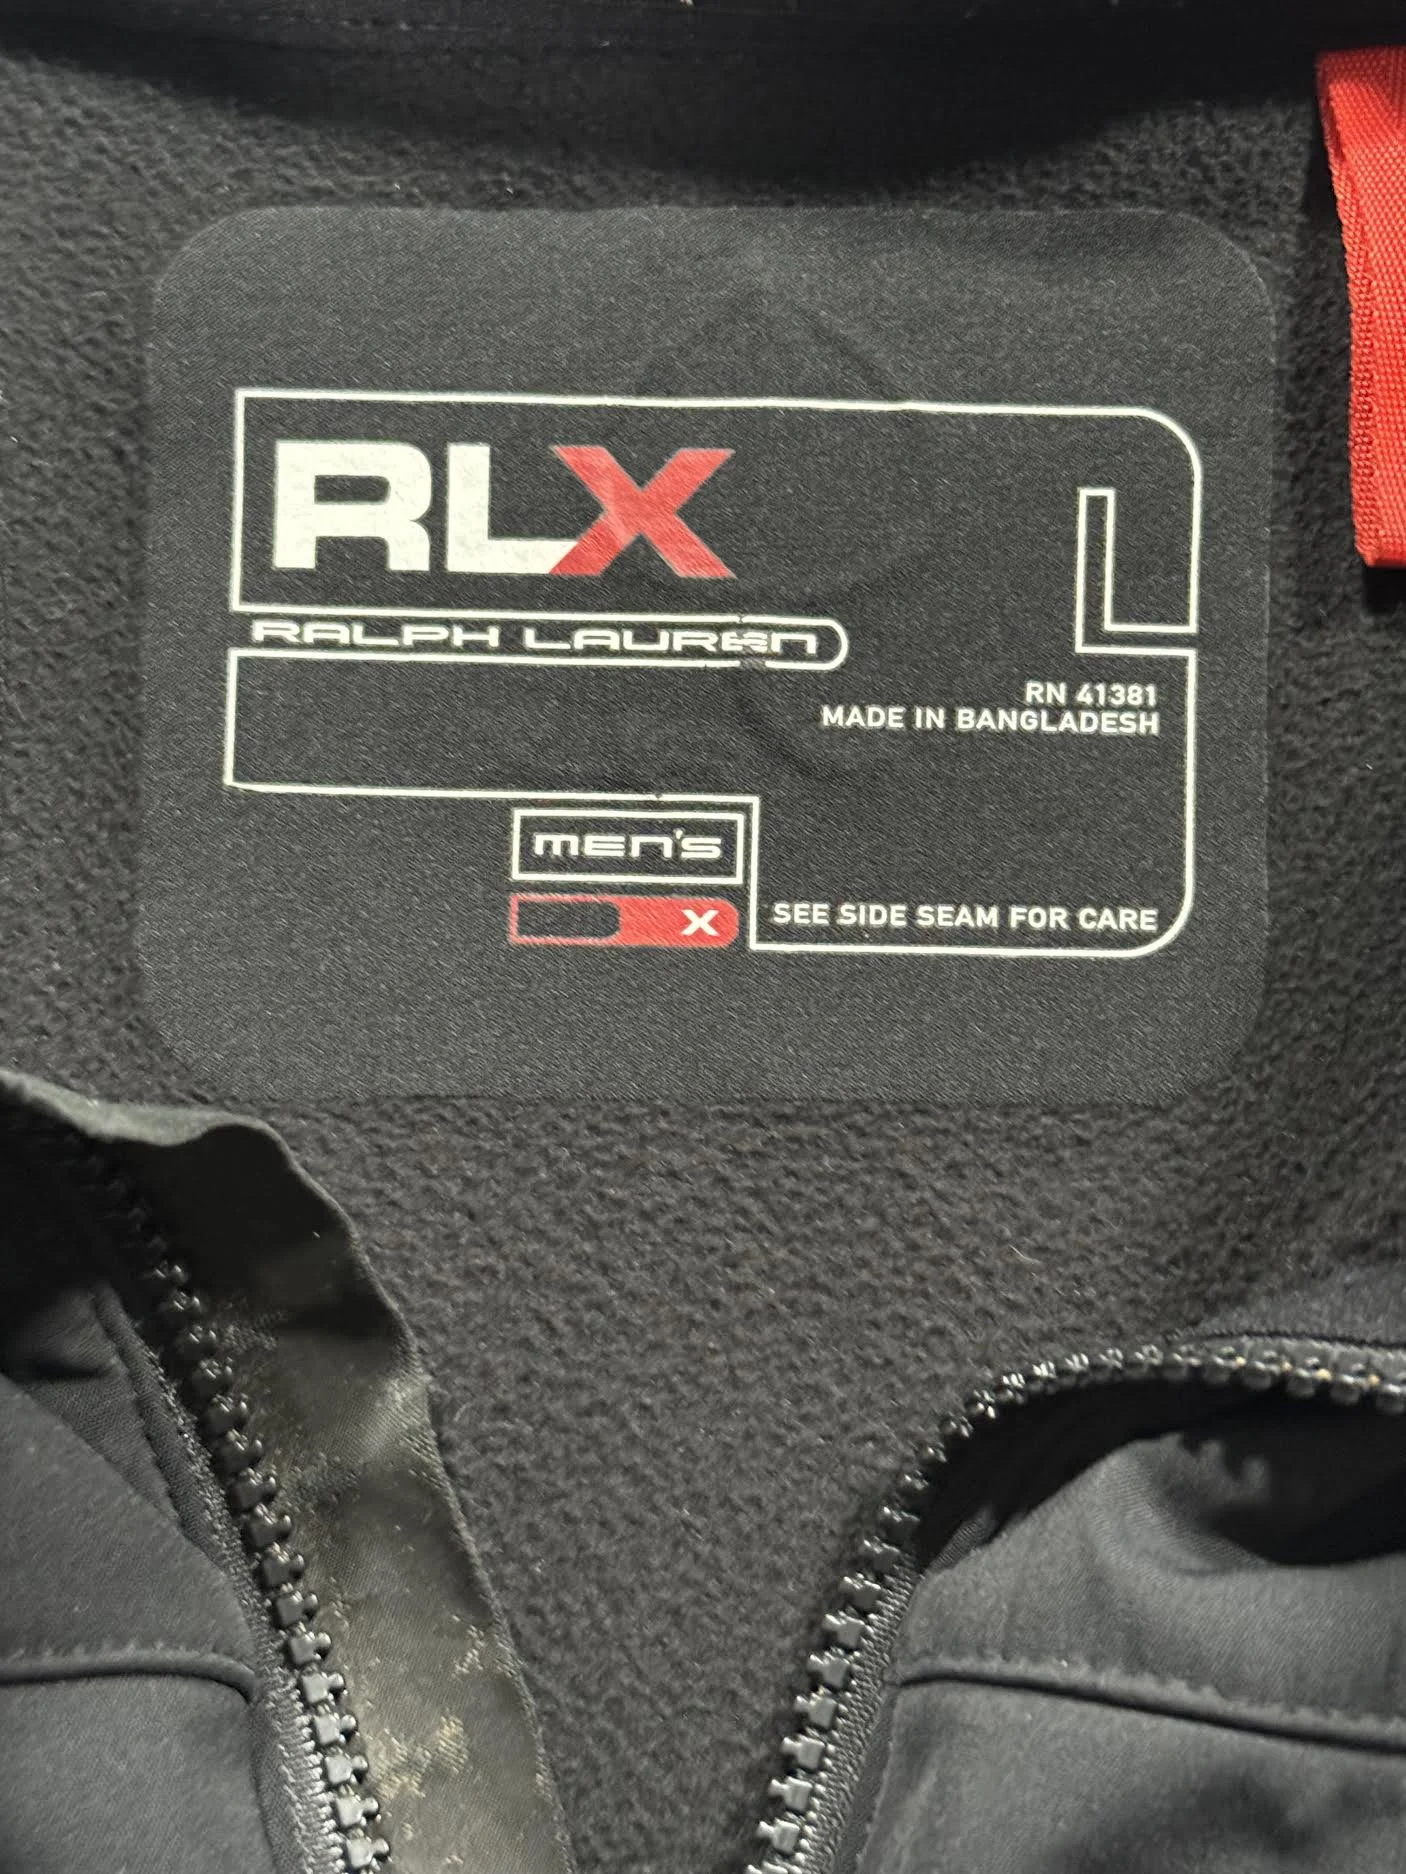 RLX
L
RALPH LAUREN
RN 41381
MADE IN BANGLADESH
MEN'S
X
SEE SIDE SEAM FOR CARE